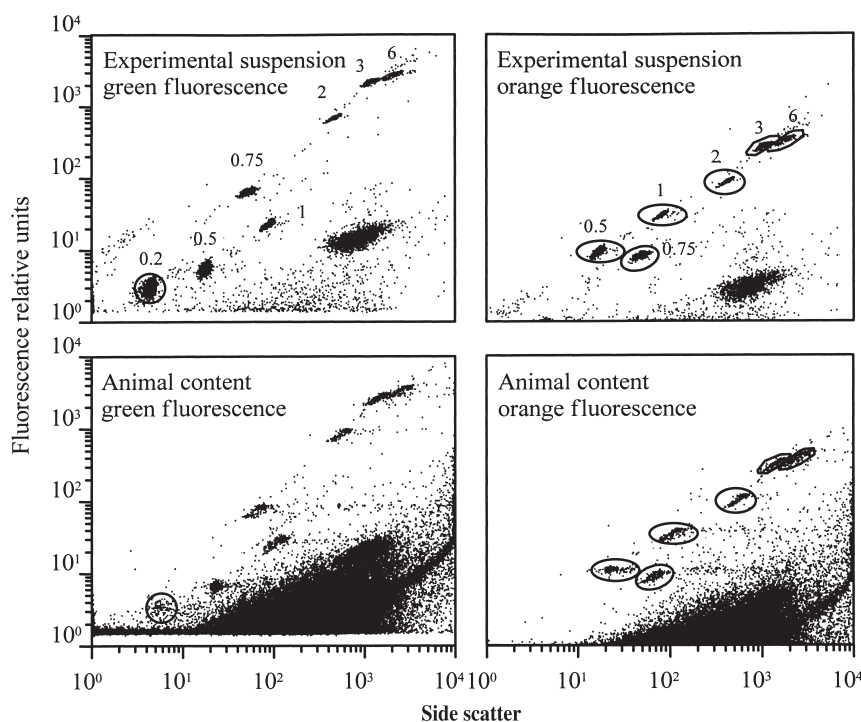 Experimental suspension
green fluorescence
10⁴
10³
10²
10¹
10⁰
0.2
0.5
0.75
1
2
3
6
Experimental suspension
orange fluorescence
0.5
0.75
1
2
3
6
Fluorescence relative units
Animal content
green fluorescence
10⁴
10³
10²
10¹
10⁰
10⁰ 10¹ 10² 10³ 10⁴
Animal content
orange fluorescence
10⁰ 10¹ 10² 10³ 10⁴
Side scatter